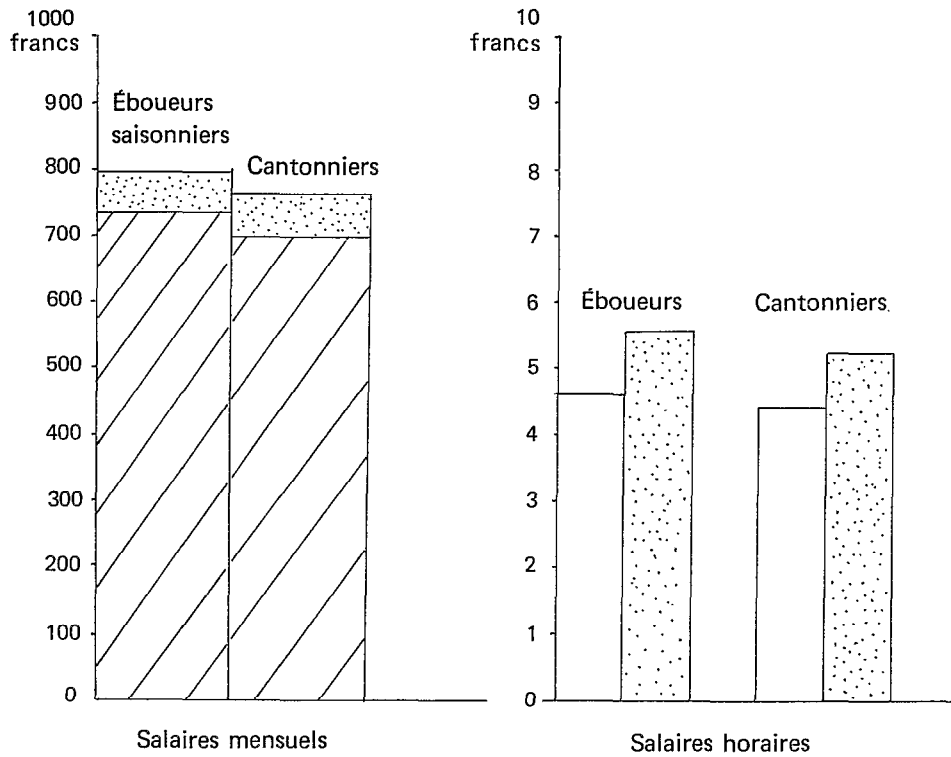 1000
francs
900
800
700
600
500
400
300
200
100
0
Éboueurs
saisonniers
Cantonniers
Salaires mensuels
10
francs
9
8
7
6
5
4
3
2
1
0
Éboueurs
Cantonniers.
Salaires horaires